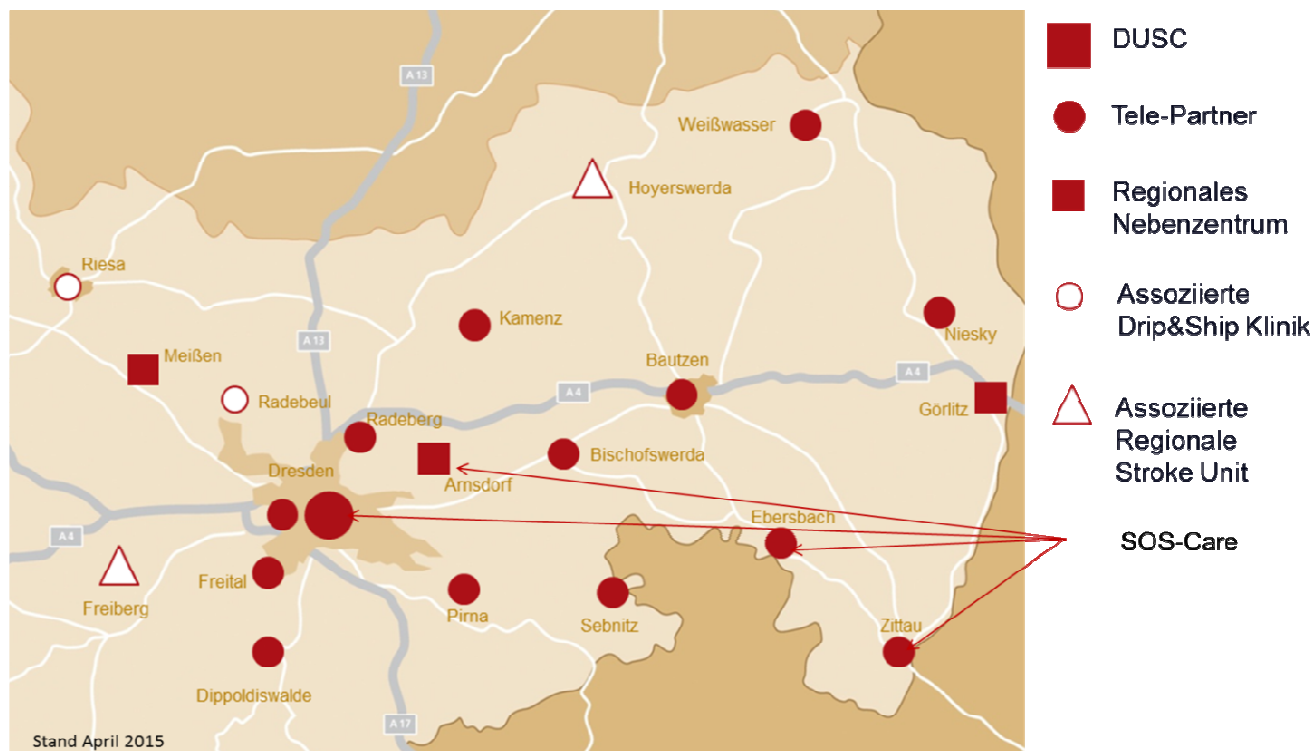 A 13
Weißwasser
Hoyerswerda
Riesa
Kamenz
Niesky
A 13
Meißen
Bautzen
A 4
A 4
Radebeul
Görlitz
Radeberg
Dresden
Bischofswerda
Arnsdorf
Ebersbach
A 4
Freital
Freiberg
Pirna
Sebnitz
Zittau
Dippoldiswalde
A 17
Stand April 2015
DUSC
Tele-Partner
Regionales
Nebenzentrum
Assoziierte
Drip&Ship Klinik
Assoziierte
Regionale
Stroke Unit
SOS-Care